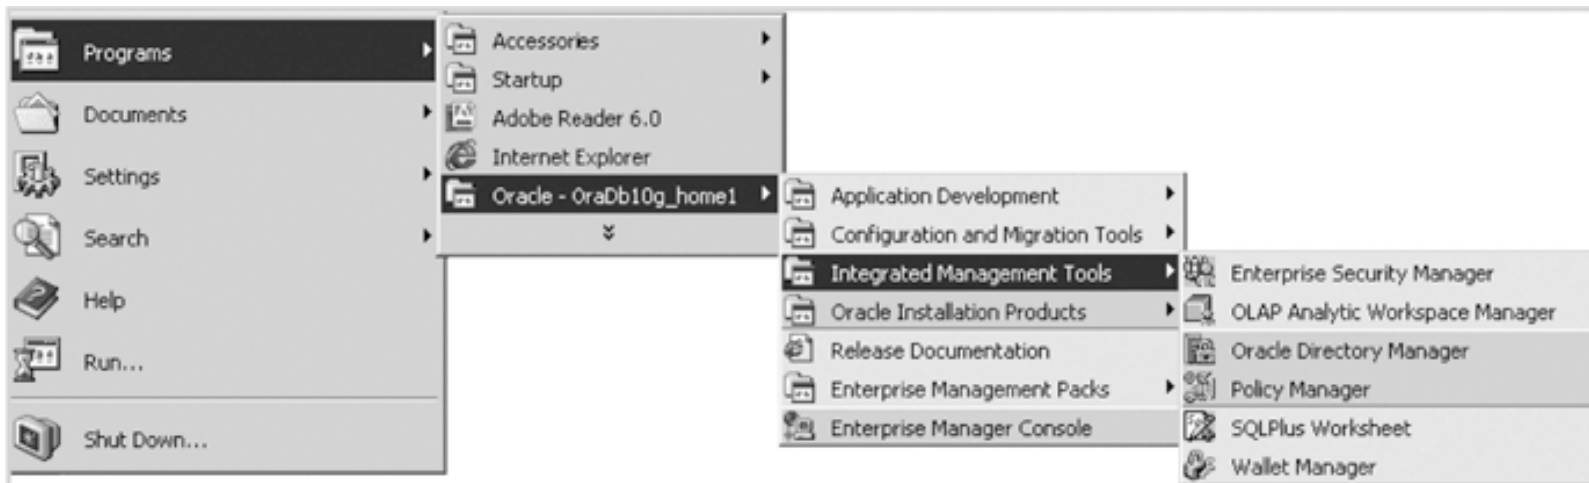 Programs
Documents
Settings
Search
Help
Run...
Shut Down...
Accessories
Startup
Adobe Reader 6.0
Internet Explorer
Oracle - OraDb10g_home1
Application Development
Configuration and Migration Tools
Integrated Management Tools
Oracle Installation Products
Release Documentation
Enterprise Management Packs
Enterprise Manager Console
Enterprise Security Manager
OLAP Analytic Workspace Manager
Oracle Directory Manager
Policy Manager
SQLPlus Worksheet
Wallet Manager